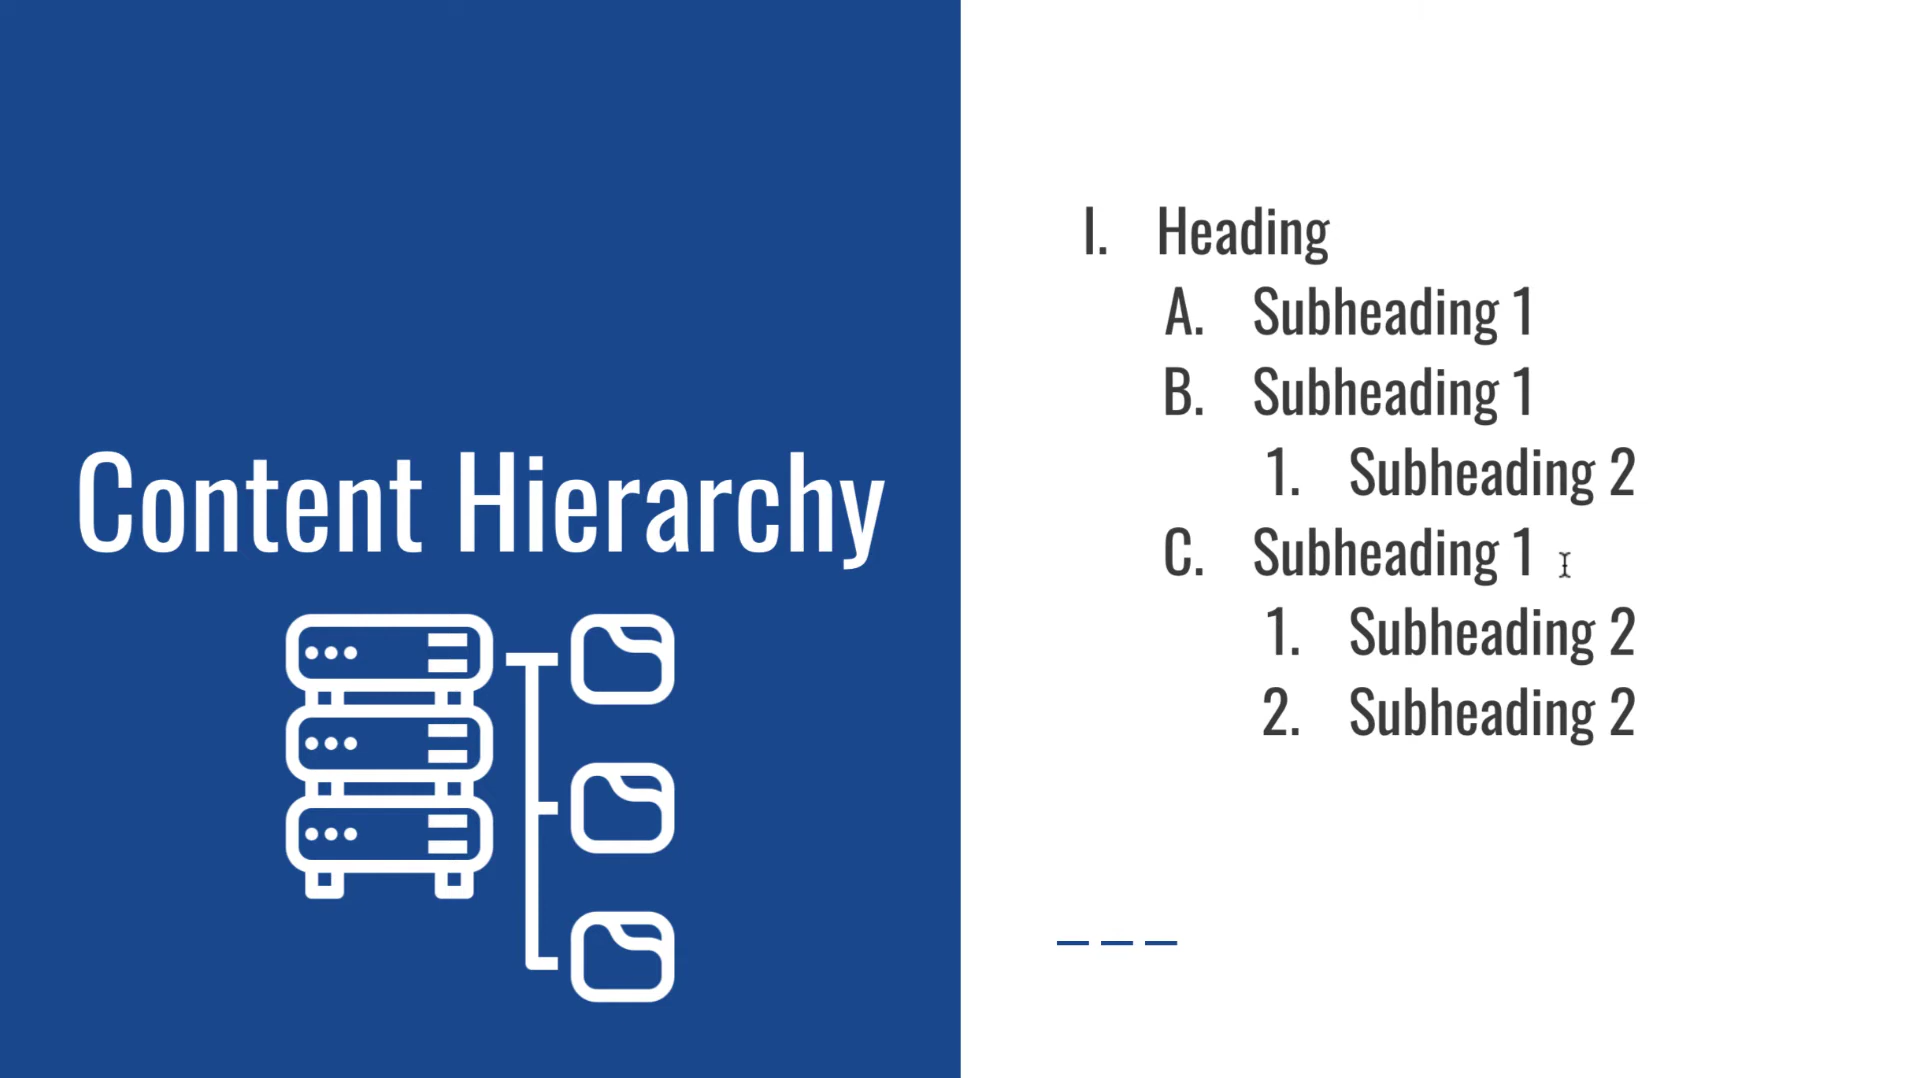 Content Hierarchy
I. Heading
A. Subheading 1
B. Subheading 1
1. Subheading 2
C. Subheading 1
1. Subheading 2
2. Subheading 2